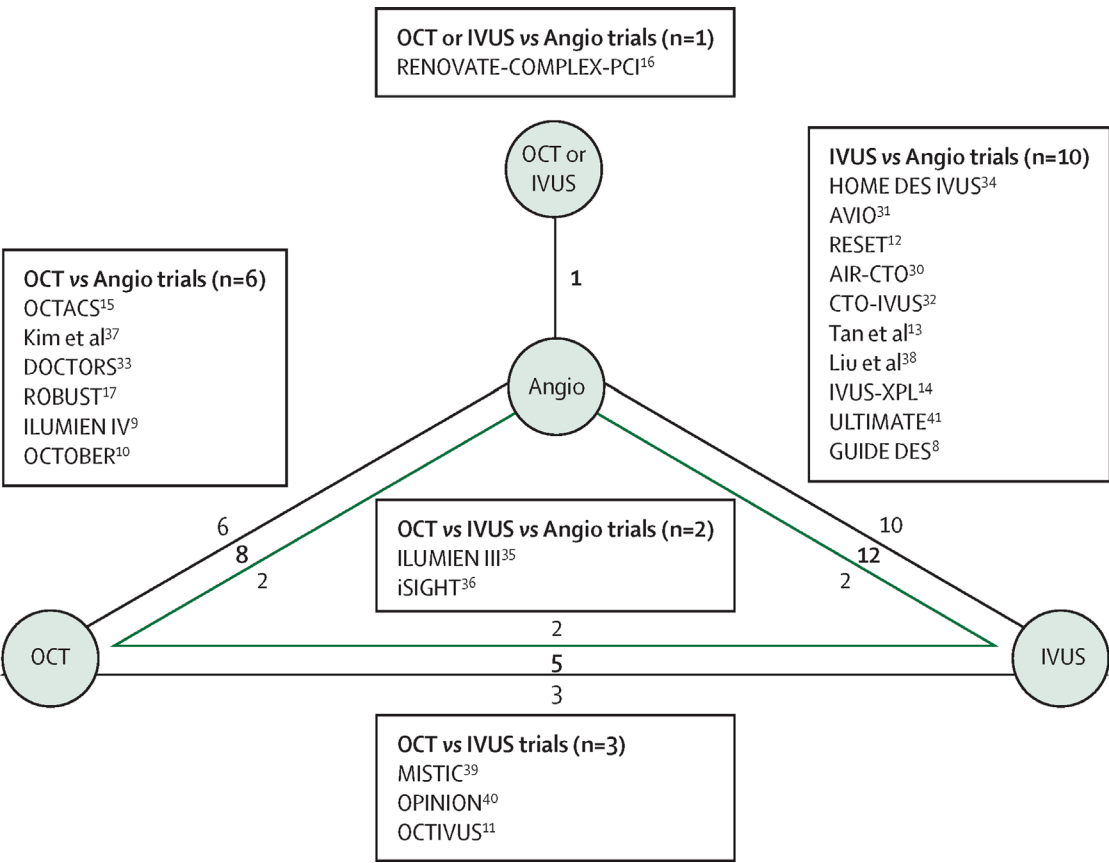 OCT or IVUS vs Angio trials (n=1)
RENOVATE-COMPLEX-PCI16
OCT or
IVUS
1
IVUS vs Angio trials (n=10)
HOME DES IVUS34
AVIO31
RESET12
AIR-CTO30
CTO-IVUS32
Tan et al13
Liu et al38
IVUS-XPL14
ULTIMATE41
GUIDE DES8
OCT vs Angio trials (n=6)
OCTACS15
Kim et al37
DOCTORS33
ROBUST17
ILUMIEN IV9
OCTOBER10
Angio
6
8
2
10
12
2
OCT vs IVUS vs Angio trials (n=2)
ILUMIEN III35
iSIGHT36
2
5
3
OCT
IVUS
OCT vs IVUS trials (n=3)
MISTIC39
OPINION40
OCTIVUS11